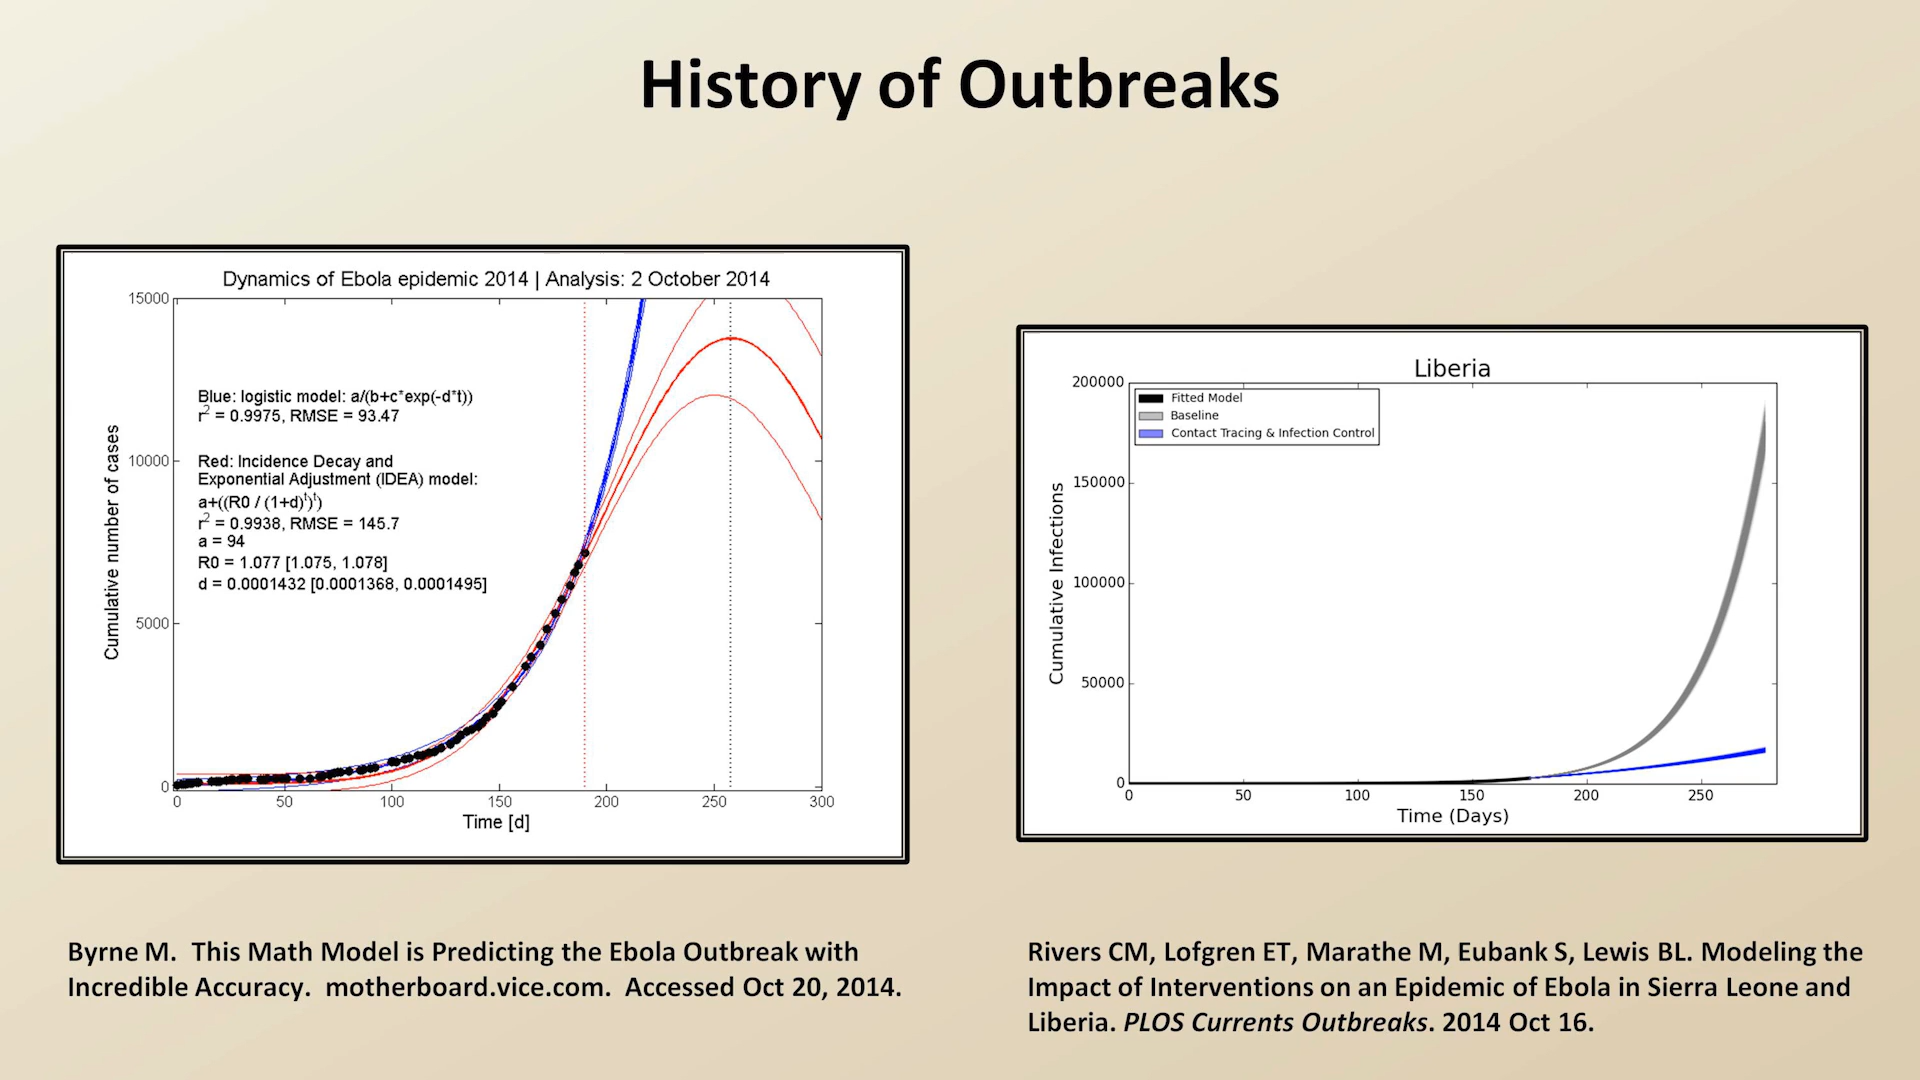 History of Outbreaks
Dynamics of Ebola epidemic 2014 | Analysis: 2 October 2014
15000
10000
5000
0
Cumulative number of cases
Blue: logistic model: a/(b+c*exp(-d*t))
r2 = 0.9975, RMSE = 93.47
Red: Incidence Decay and
Exponential Adjustment (IDEA) model:
a+((R0 / (1+d)t)t)
r2 = 0.9938, RMSE = 145.7
a = 94
R0 = 1.077 [1.075, 1.078]
d = 0.0001432 [0.0001368, 0.0001495]
0 50 100 150 200 250 300
Time [d]
Liberia
200000
150000
100000
50000
0
Cumulative Infections
Fitted Model
Baseline
Contact Tracing & Infection Control
0 50 100 150 200 250
Time (Days)
Byrne M. This Math Model is Predicting the Ebola Outbreak with
Incredible Accuracy. motherboard.vice.com. Accessed Oct 20, 2014.
Rivers CM, Lofgren ET, Marathe M, Eubank S, Lewis BL. Modeling the
Impact of Interventions on an Epidemic of Ebola in Sierra Leone and
Liberia. PLOS Currents Outbreaks. 2014 Oct 16.